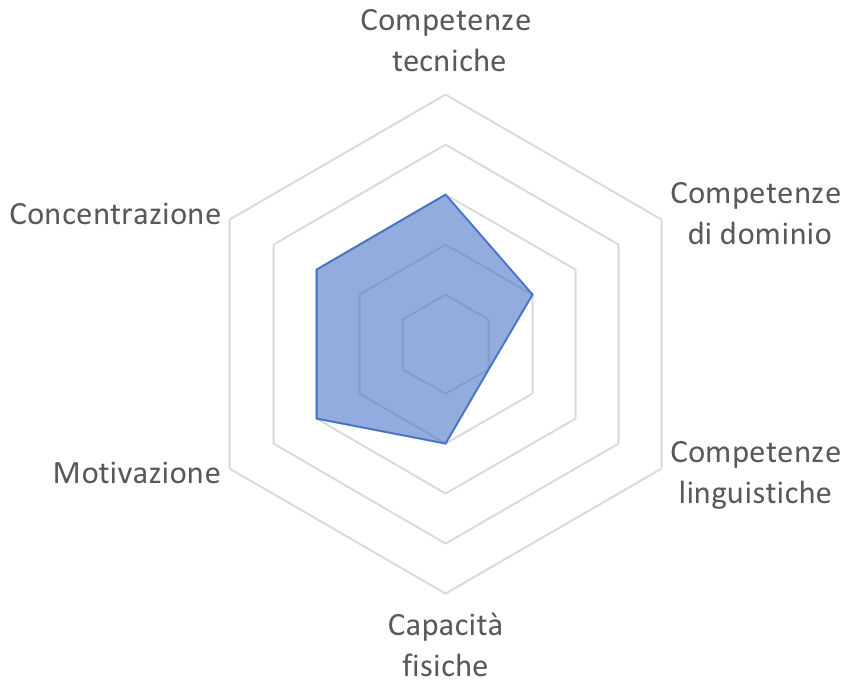 Competenze
tecniche
Competenze
di dominio
Competenze
linguistiche
Capacità
fisiche
Motivazione
Concentrazione